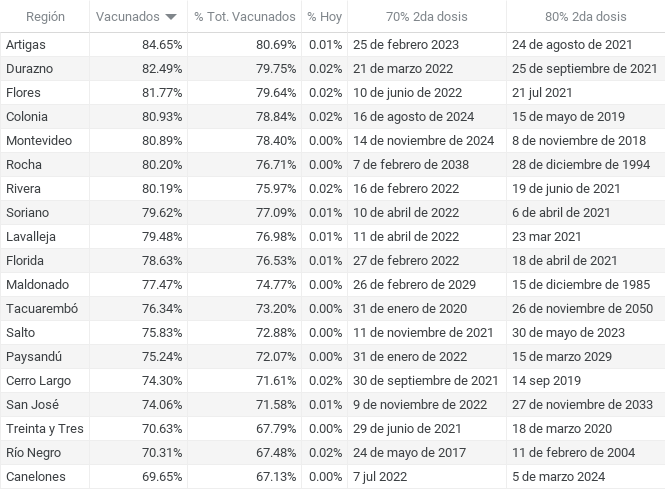 Región Vacunados % Tot. Vacunados % Hoy 70% 2da dosis 80% 2da dosis
Artigas 84.65% 80.69% 0.01% 25 de febrero 2023 24 de agosto de 2021
Durazno 82.49% 79.75% 0.02% 21 de marzo 2022 25 de septiembre de 2021
Flores 81.77% 79.64% 0.02% 10 de junio de 2022 21 jul 2021
Colonia 80.93% 78.84% 0.02% 16 de agosto de 2024 15 de mayo de 2019
Montevideo 80.89% 78.40% 0.00% 14 de noviembre de 2024 8 de noviembre de 2018
Rocha 80.20% 76.71% 0.00% 7 de febrero de 2038 28 de diciembre de 1994
Rivera 80.19% 75.97% 0.02% 16 de febrero 2022 19 de junio de 2021
Soriano 79.62% 77.09% 0.01% 10 de abril de 2022 6 de abril de 2021
Lavalleja 79.48% 76.98% 0.01% 11 de abril de 2022 23 mar 2021
Florida 78.63% 76.53% 0.01% 27 de febrero 2022 18 de abril de 2021
Maldonado 77.47% 74.77% 0.00% 26 de febrero de 2029 15 de diciembre de 1985
Tacuarembó 76.34% 73.20% 0.00% 31 de enero de 2020 26 de noviembre de 2050
Salto 75.83% 72.88% 0.00% 11 de noviembre de 2021 30 de mayo de 2023
Paysandú 75.24% 72.07% 0.00% 31 de enero de 2022 15 de marzo 2029
Cerro Largo 74.30% 71.61% 0.02% 30 de septiembre de 2021 14 sep 2019
San José 74.06% 71.58% 0.01% 9 de noviembre de 2022 27 de noviembre de 2033
Treinta y Tres 70.63% 67.79% 0.00% 29 de junio de 2021 18 de marzo 2020
Río Negro 70.31% 67.48% 0.02% 24 de mayo de 2017 11 de febrero de 2004
Canelones 69.65% 67.13% 0.00% 7 jul 2022 5 de marzo 2024